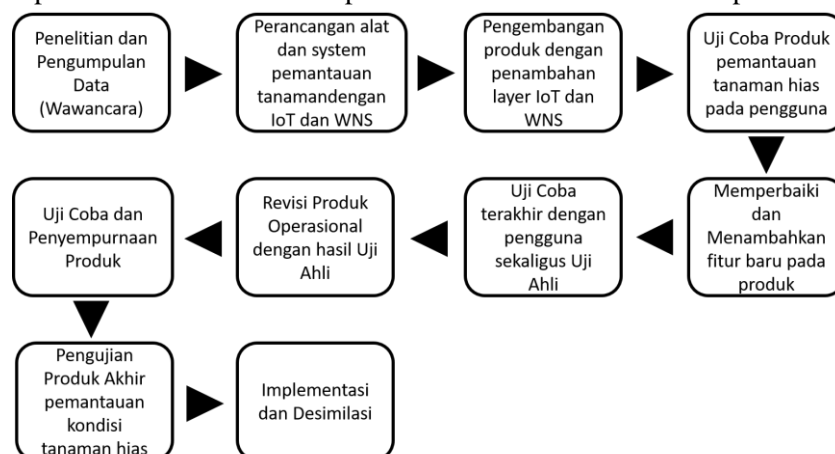 Penelitian dan
Pengumpulan
Data
(Wawancara)
Perancangan alat
dan system
pemantauan
tanamandengan
IoT dan WNS
Pengembangan
produk dengan
penambahan
layer IoT dan
WNS
Uji Coba Produk
pemantauan
tanaman hias
pada pengguna
Memperbaiki
dan
Menambahkan
fitur baru pada
produk
Uji Coba
terakhir dengan
pengguna
sekaligus Uji
Ahli
Revisi Produk
Operasional
dengan hasil Uji
Ahli
Uji Coba dan
Penyempurnaan
Produk
Pengujian
Produk Akhir
pemantauan
kondisi
tanaman hias
Implementasi
dan Desimilasi